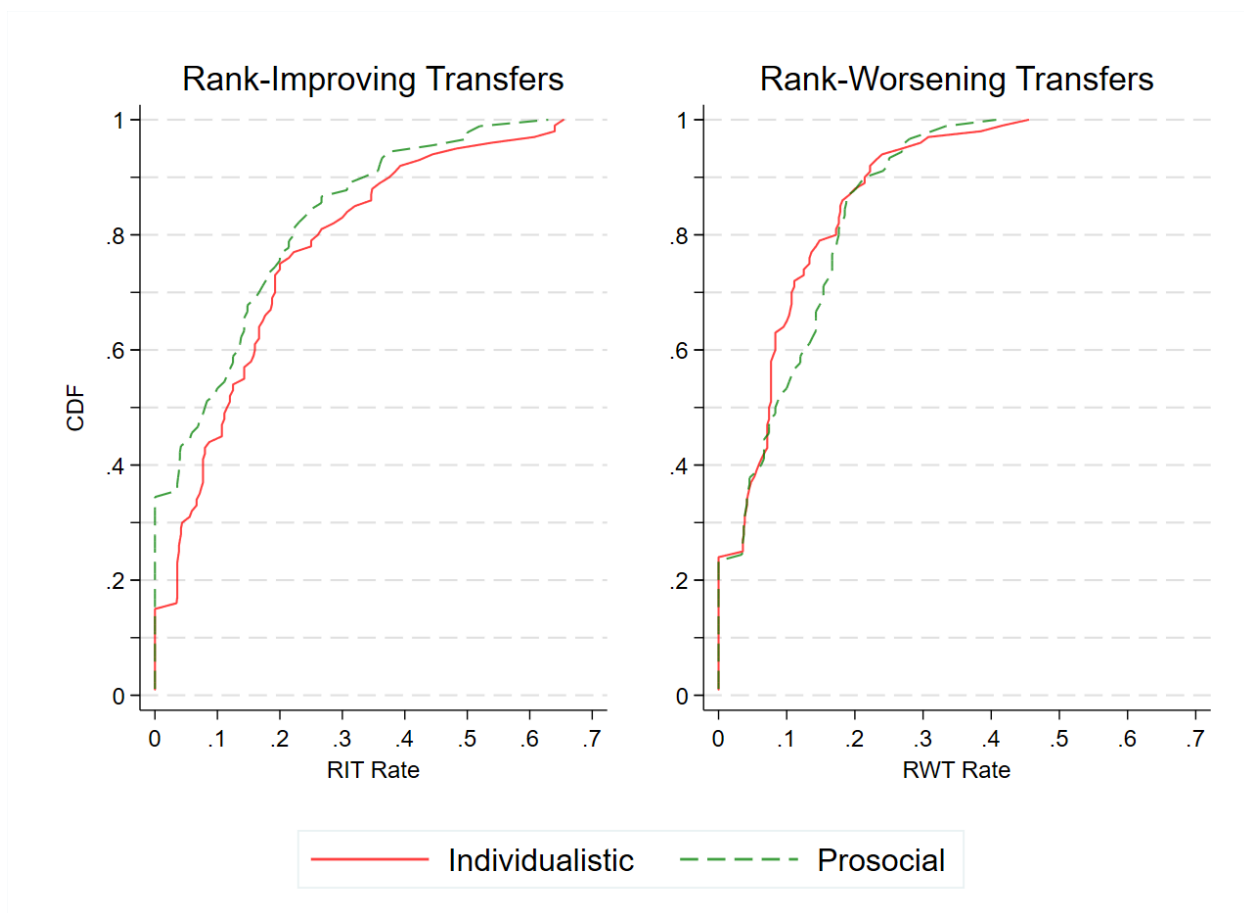 Rank-Improving Transfers
CDF
1
.8
.6
.4
.2
0
0 .1 .2 .3 .4 .5 .6 .7
RIT Rate
Rank-Worsening Transfers
1
.8
.6
.4
.2
0
0 .1 .2 .3 .4 .5 .6 .7
RWT Rate
Individualistic Prosocial